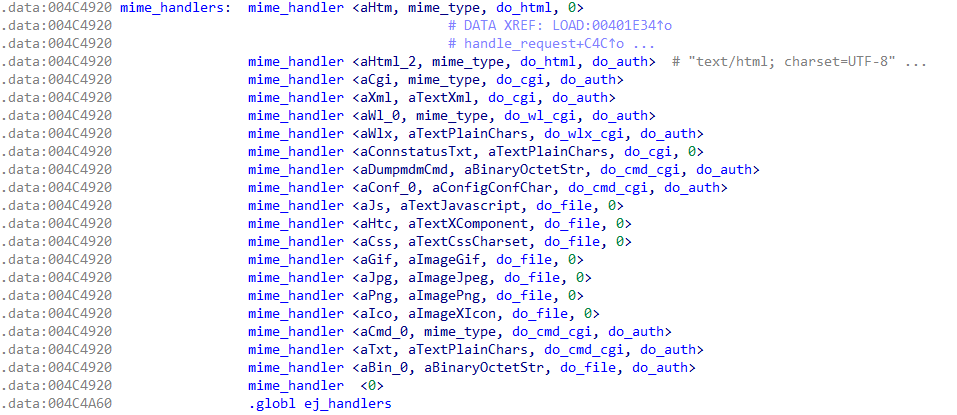 .data:004C4920 mime_handlers:  mime_handler <aHtm, mime_type, do_html, 0>
.data:004C4920                                         # DATA XREF: LOAD:00401E34↑o
.data:004C4920                                         # handle_request+C4C↑o ...
.data:004C4920                 mime_handler <aHtml_2, mime_type, do_html, do_auth>  # "text/html; charset=UTF-8" ...
.data:004C4920                 mime_handler <aCgi, mime_type, do_cgi, do_auth>
.data:004C4920                 mime_handler <aXml, aTextXml, do_cgi, do_auth>
.data:004C4920                 mime_handler <aWl_0, mime_type, do_wl_cgi, do_auth>
.data:004C4920                 mime_handler <aWlx, aTextPlainChars, do_wlx_cgi, do_auth>
.data:004C4920                 mime_handler <aConnstatusTxt, aTextPlainChars, do_cgi, 0>
.data:004C4920                 mime_handler <aDumpmdmCmd, aBinaryOctetStr, do_cmd_cgi, do_auth>
.data:004C4920                 mime_handler <aConf_0, aConfigConfChar, do_cmd_cgi, do_auth>
.data:004C4920                 mime_handler <aJs, aTextJavascript, do_file, 0>
.data:004C4920                 mime_handler <aHtc, aTextXComponent, do_file, 0>
.data:004C4920                 mime_handler <aCss, aTextCssCharset, do_file, 0>
.data:004C4920                 mime_handler <aGif, aImageGif, do_file, 0>
.data:004C4920                 mime_handler <aJpg, aImageJpeg, do_file, 0>
.data:004C4920                 mime_handler <aPng, aImagePng, do_file, 0>
.data:004C4920                 mime_handler <aIco, aImageXIcon, do_file, 0>
.data:004C4920                 mime_handler <aCmd_0, mime_type, do_cmd_cgi, do_auth>
.data:004C4920                 mime_handler <aTxt, aTextPlainChars, do_cmd_cgi, do_auth>
.data:004C4920                 mime_handler <aBin_0, aBinaryOctetStr, do_file, do_auth>
.data:004C4920                 mime_handler  <0>
.data:004C4A60                 .globl ej_handlers